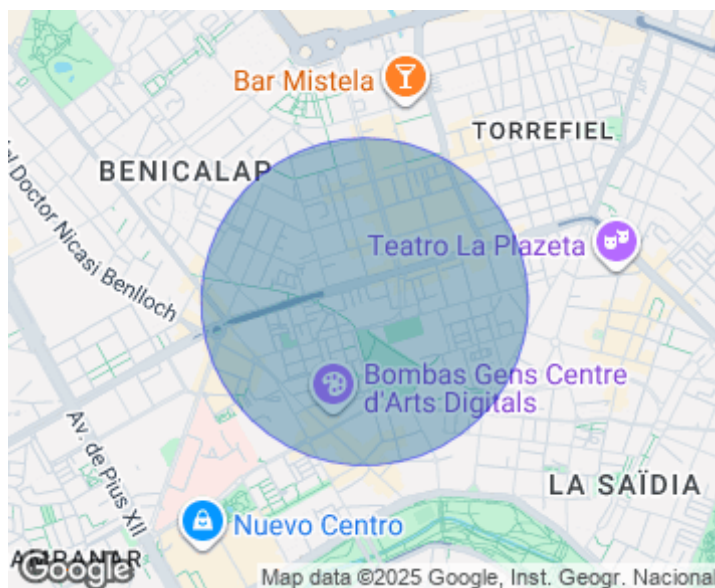 Bar Mistela
TORREFIEL
BENICALAP
Doctor Nicasi Benlloch
Teatro La Plazeta
Bombas Gens Centre
d'Arts Digitals
Av. de Pius XII
LA SAÏDIA
Nuevo Centro
Google
Map data ©2025 Google, Inst. Geogr. Nacional